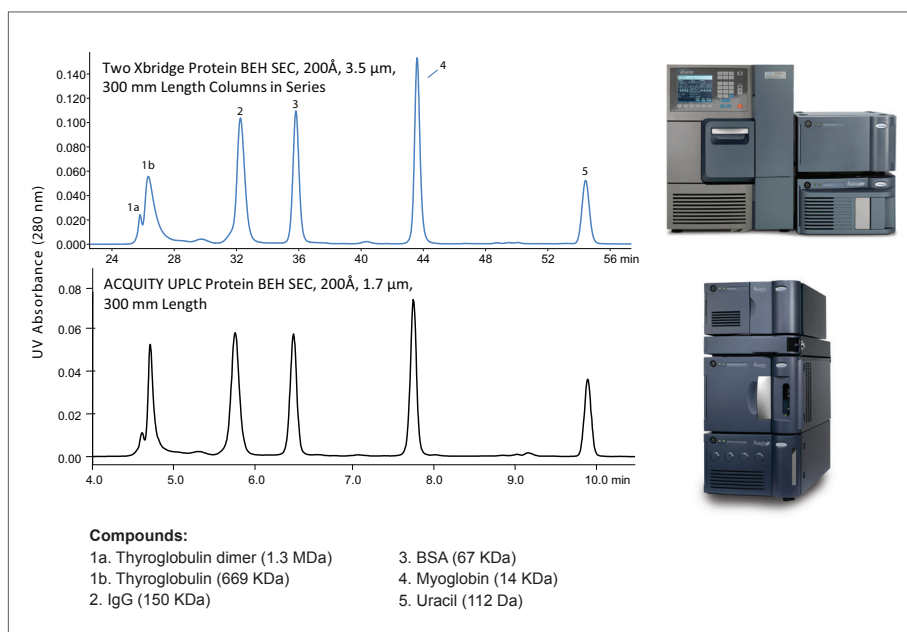 Two Xbridge Protein BEH SEC, 200Å, 3.5 µm,
300 mm Length Columns in Series
UV Absorbance (280 nm)
0.140
0.120
0.100
0.080
0.060
0.040
0.020
0.000
1a
1b
2
3
4
5
24 28 32 36 40 44 48 52 56 min
ACQUITY UPLC Protein BEH SEC, 200Å, 1.7 µm,
300 mm Length
0.08
0.06
0.04
0.02
0.00
4.0 5.0 6.0 7.0 8.0 9.0 10.0 min
Compounds:
1a. Thyroglobulin dimer (1.3 MDa)
1b. Thyroglobulin (669 KDa)
2. IgG (150 KDa)
3. BSA (67 KDa)
4. Myoglobin (14 KDa)
5. Uracil (112 Da)